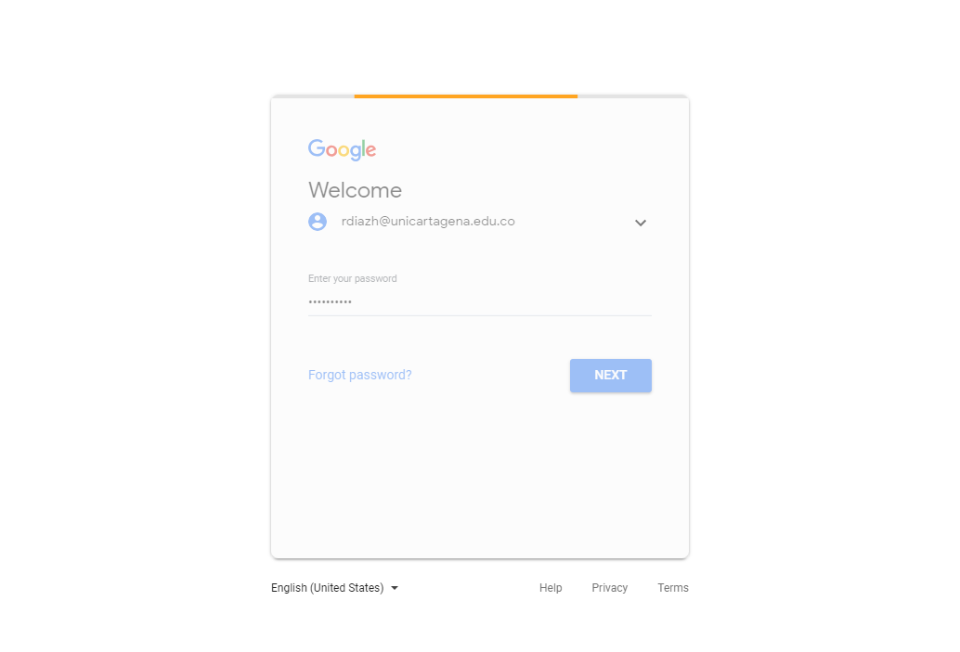 Google
Welcome
rdiazh@unicartagena.edu.co
Enter your password
••••••••••
Forgot password?
NEXT
English (United States)
Help Privacy Terms